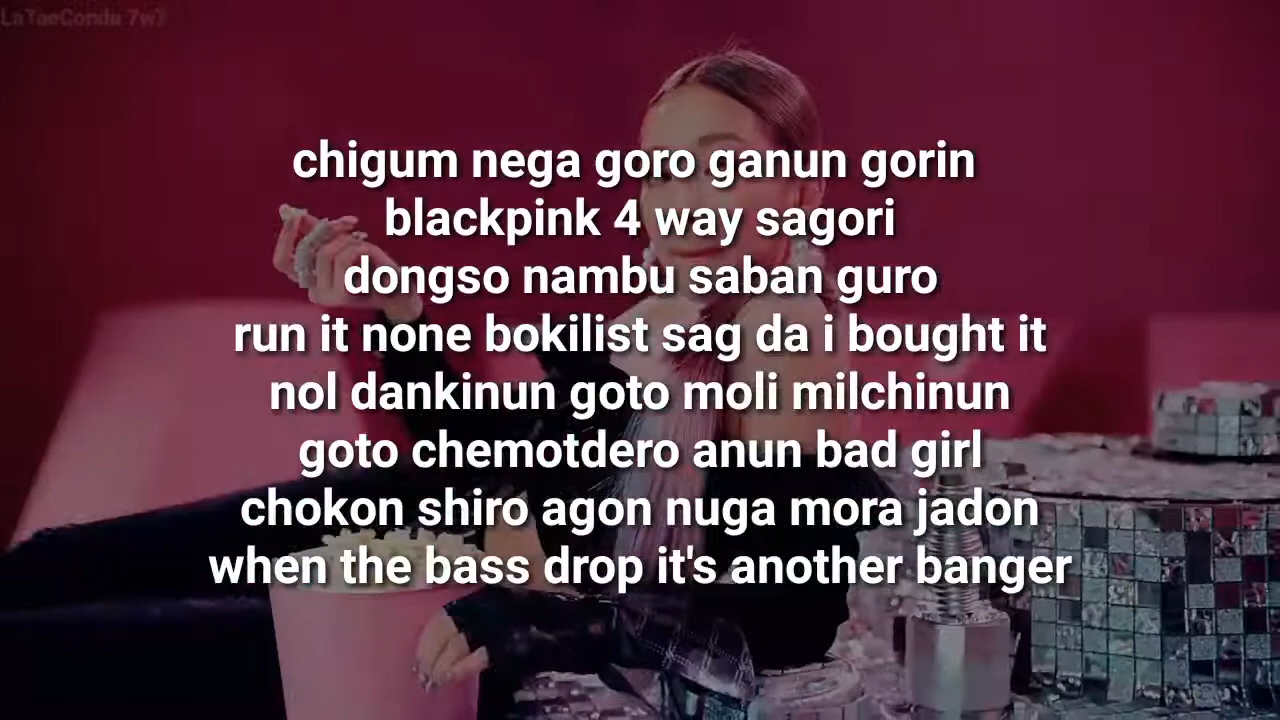 LaTaeConda 7w7
chigum nega goro ganun gorin
blackpink 4 way sagori
dongso nambu saban guro
run it none bokilist sag da i bought it
nol dankinun goto moli milchinun
goto chemotdero anun bad girl
chokon shiro agon nuga mora jadon
when the bass drop it's another banger